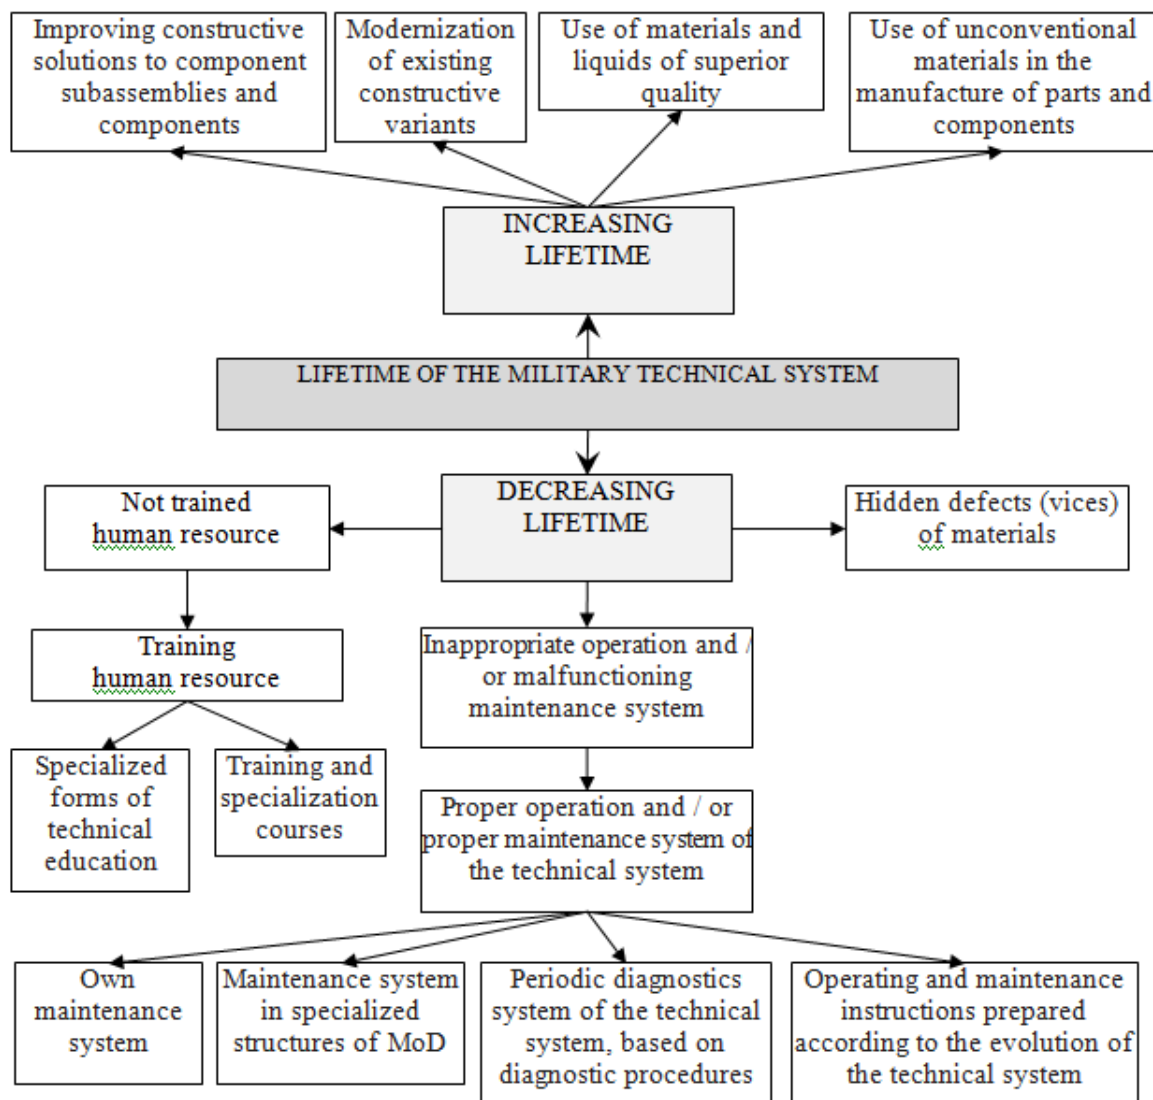 Improving constructive
solutions to component
subassemblies and
components
Modernization
of existing
constructive
variants
Use of materials and
liquids of superior
quality
Use of unconventional
materials in the
manufacture of parts and
components
INCREASING
LIFETIME
LIFETIME OF THE MILITARY TECHNICAL SYSTEM
DECREASING
LIFETIME
Not trained
human resource
Hidden defects (vices)
of materials
Training
human resource
Inappropriate operation and /
or malfunctioning
maintenance system
Specialized
forms of
technical
education
Training and
specialization
courses
Proper operation and / or
proper maintenance system of
the technical system
Own
maintenance
system
Maintenance system
in specialized
structures of MoD
Periodic diagnostics
system of the technical
system, based on
diagnostic procedures
Operating and maintenance
instructions prepared
according to the evolution of
the technical system